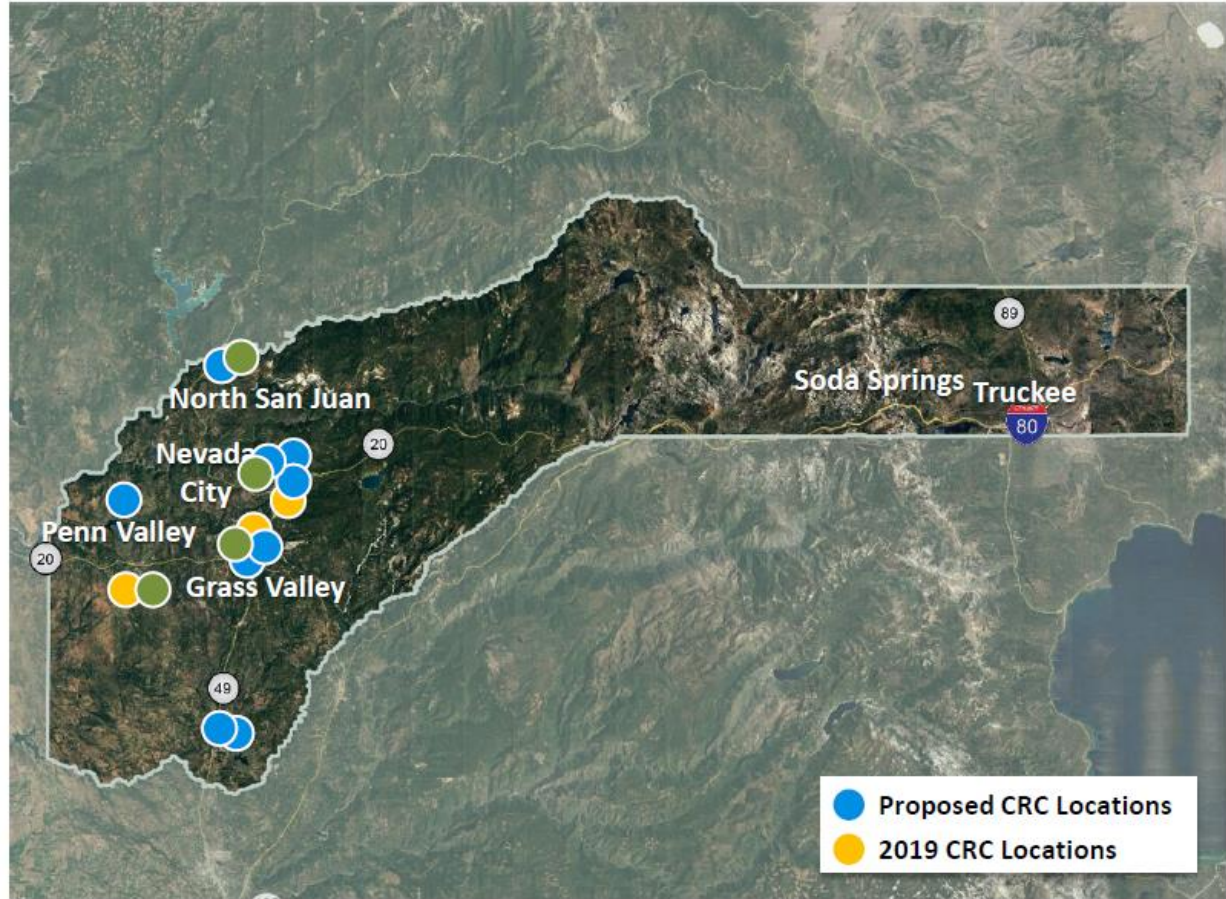 89
Soda Springs
Truckee
80
North San Juan
20
Nevada
City
Penn Valley
20
Grass Valley
49
Proposed CRC Locations
2019 CRC Locations